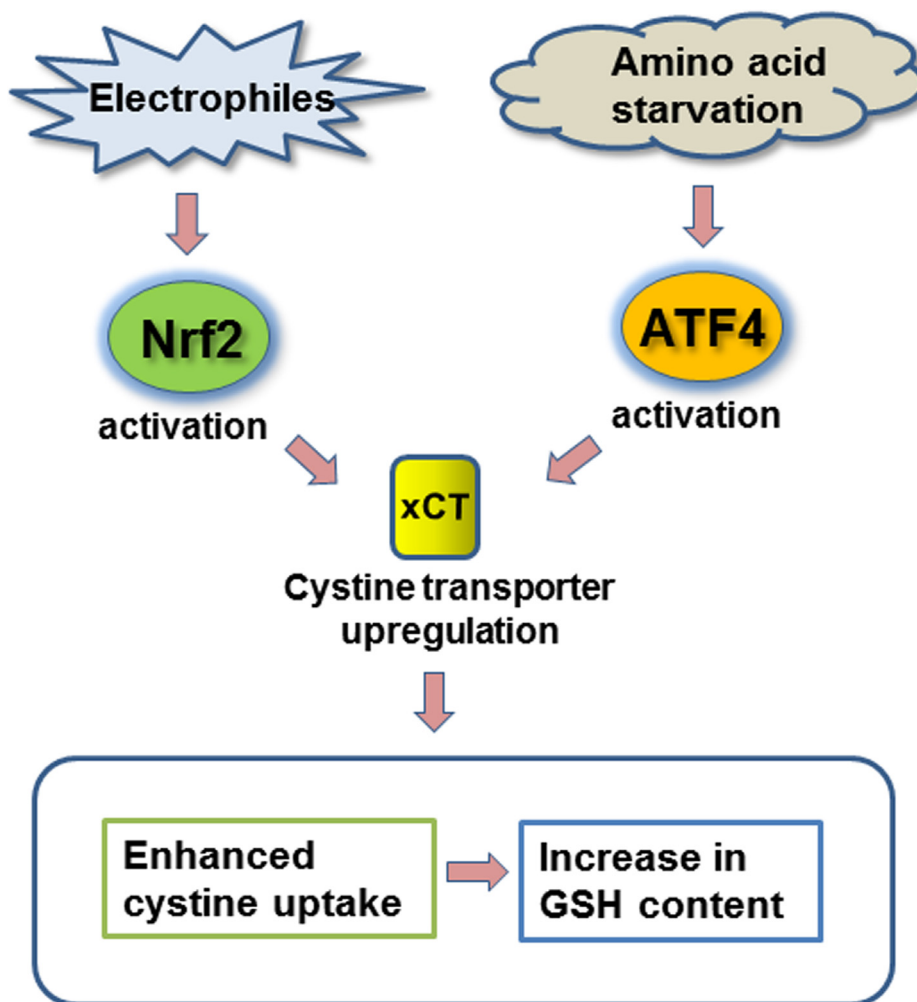 Electrophiles
Amino acid
starvation
Nrf2
activation
ATF4
activation
xCT
Cystine transporter
upregulation
Enhanced
cystine uptake
Increase in
GSH content